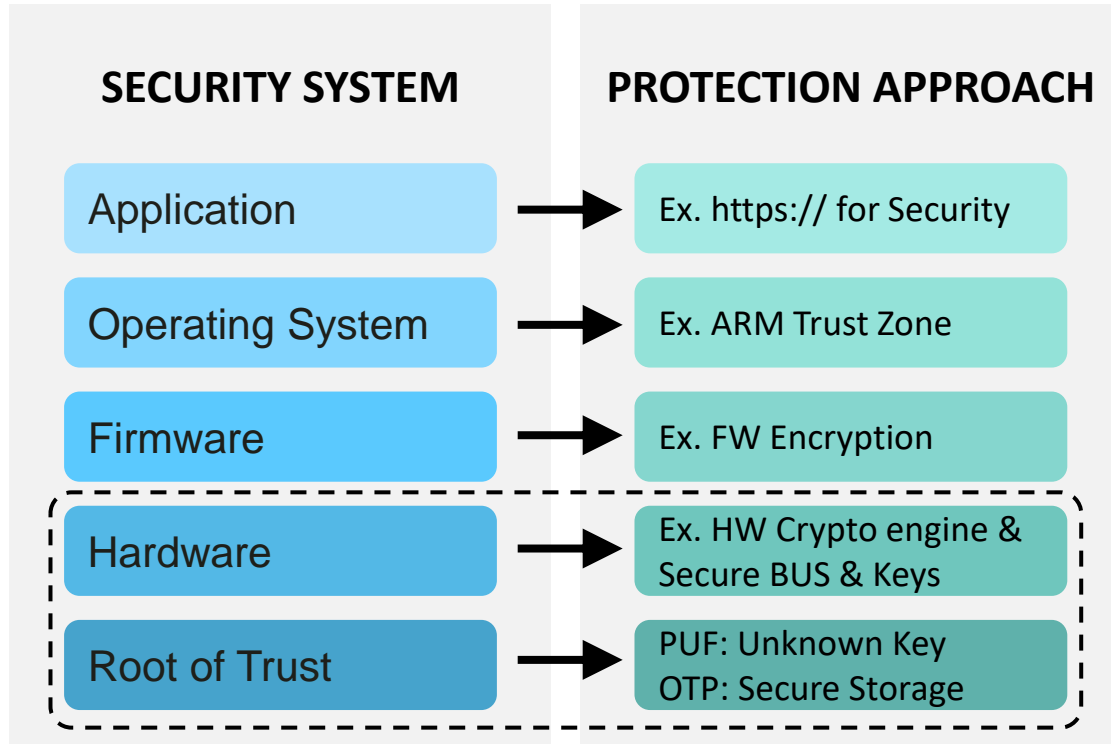 SECURITY SYSTEM
PROTECTION APPROACH
Application
Ex. https:// for Security
Operating System
Ex. ARM Trust Zone
Firmware
Ex. FW Encryption
Hardware
Ex. HW Crypto engine &
Secure BUS & Keys
Root of Trust
PUF: Unknown Key
OTP: Secure Storage